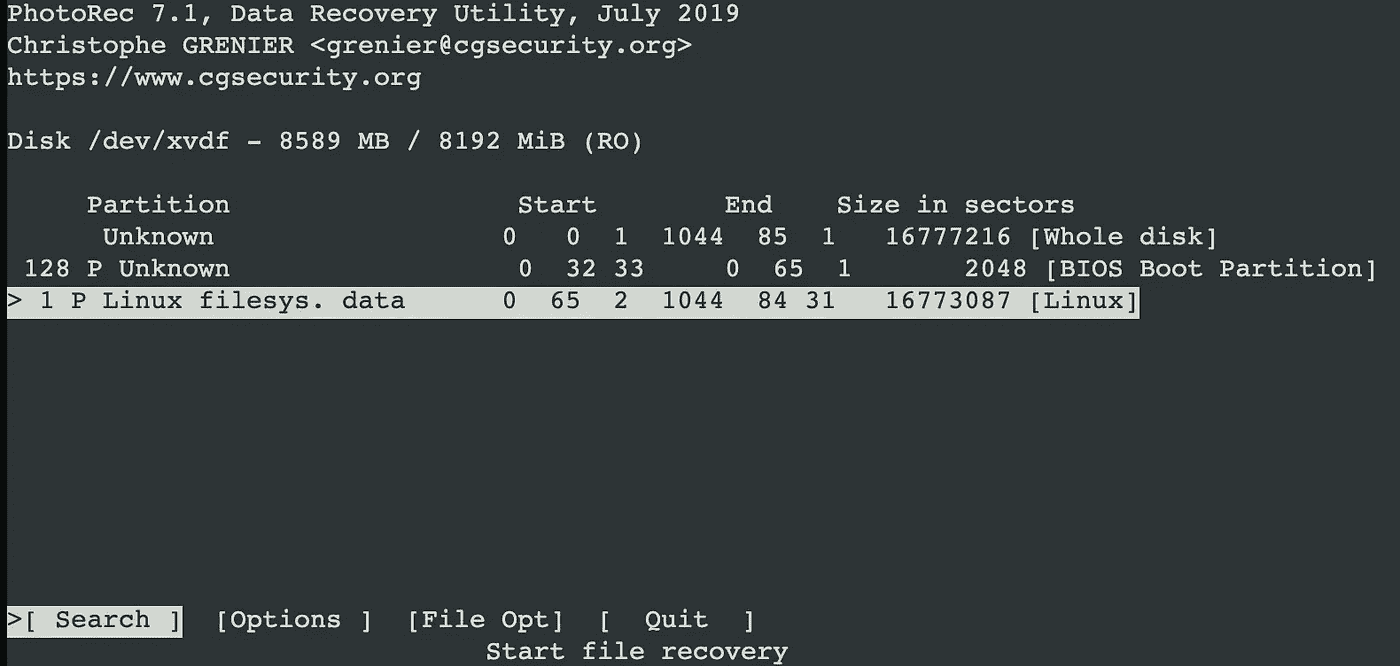 PhotoRec 7.1, Data Recovery Utility, July 2019
Christophe GRENIER <grenier@cgsecurity.org>
https://www.cgsecurity.org
Disk /dev/xvdf - 8589 MB / 8192 MiB (RO)
Partition Start End Size in sectors
Unknown 0 0 1 1044 85 1 16777216 [Whole disk]
128 P Unknown 0 32 33 0 65 1 2048 [BIOS Boot Partition]
> 1 P Linux filesys. data 0 65 2 1044 84 31 16773087 [Linux]
>[ Search ] [Options ] [File Opt] [ Quit ]
Start file recovery